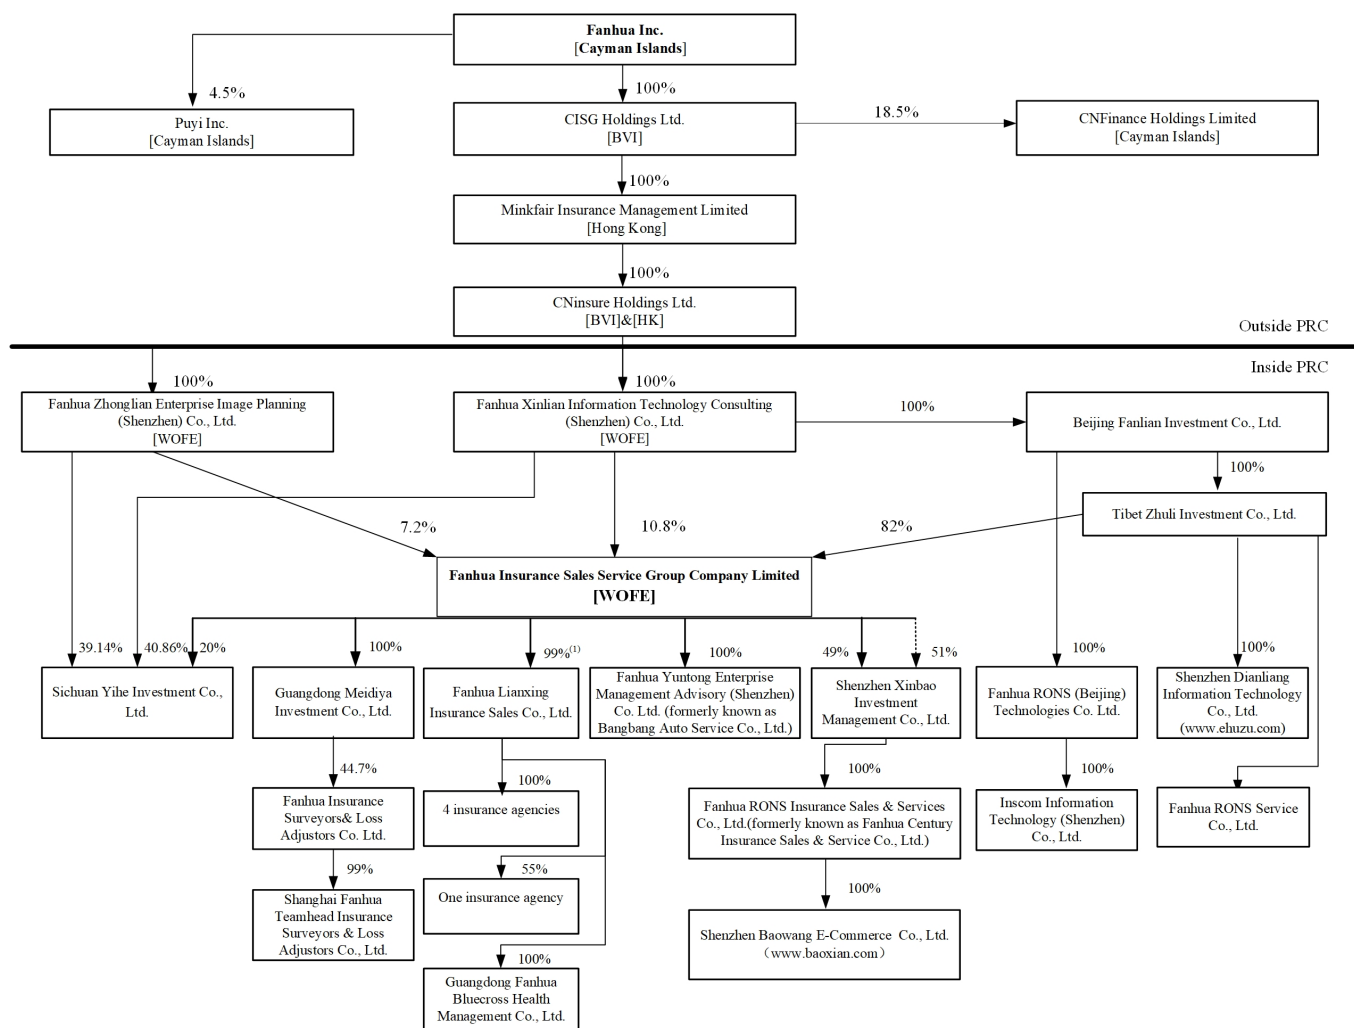 Fanhua Inc.
[Cayman Islands]
4.5%
100%
Puyi Inc.
[Cayman Islands]
CISG Holdings Ltd.
[BVI]
18.5%
CNFinance Holdings Limited
[Cayman Islands]
100%
Minkfair Insurance Management Limited
[Hong Kong]
100%
CNinsure Holdings Ltd.
[BVI]&[HK]
Outside PRC
Inside PRC
100%
100%
Fanhua Zhonglian Enterprise Image Planning
(Shenzhen) Co., Ltd.
[WOFE]
Fanhua Xinlian Information Technology Consulting
(Shenzhen) Co., Ltd.
[WOFE]
100%
Beijing Fanlian Investment Co., Ltd.
100%
Tibet Zhuli Investment Co., Ltd.
7.2%
10.8%
82%
Fanhua Insurance Sales Service Group Company Limited
[WOFE]
39.14%
40.86%
20%
100%
99%(1)
100%
49%
51%
100%
100%
Sichuan Yihe Investment Co.,
Ltd.
Guangdong Meidiya
Investment Co., Ltd.
Fanhua Lianxing
Insurance Sales Co., Ltd.
Fanhua Yuntong Enterprise
Management Advisory (Shenzhen)
Co. Ltd. (formerly known as
Bangbang Auto Service Co., Ltd.)
Shenzhen Xinbao
Investment
Management Co., Ltd.
Fanhua RONS (Beijing)
Technologies Co. Ltd.
Shenzhen Dianliang
Information Technology
Co., Ltd.
(www.ehuzu.com)
44.7%
100%
100%
100%
Fanhua Insurance
Surveyors& Loss
Adjustors Co. Ltd.
4 insurance agencies
Fanhua RONS Insurance Sales & Services
Co., Ltd.(formerly known as Fanhua Century
Insurance Sales & Service Co., Ltd.)
Inscom Information
Technology (Shenzhen)
Co., Ltd.
Fanhua RONS Service
Co., Ltd.
99%
55%
100%
Shanghai Fanhua
Teamhead Insurance
Surveyors & Loss
Adjustors Co., Ltd.
One insurance agency
Shenzhen Baowang E-Commerce Co., Ltd.
（www.baoxian.com）
100%
Guangdong Fanhua
Bluecross Health
Management Co., Ltd.